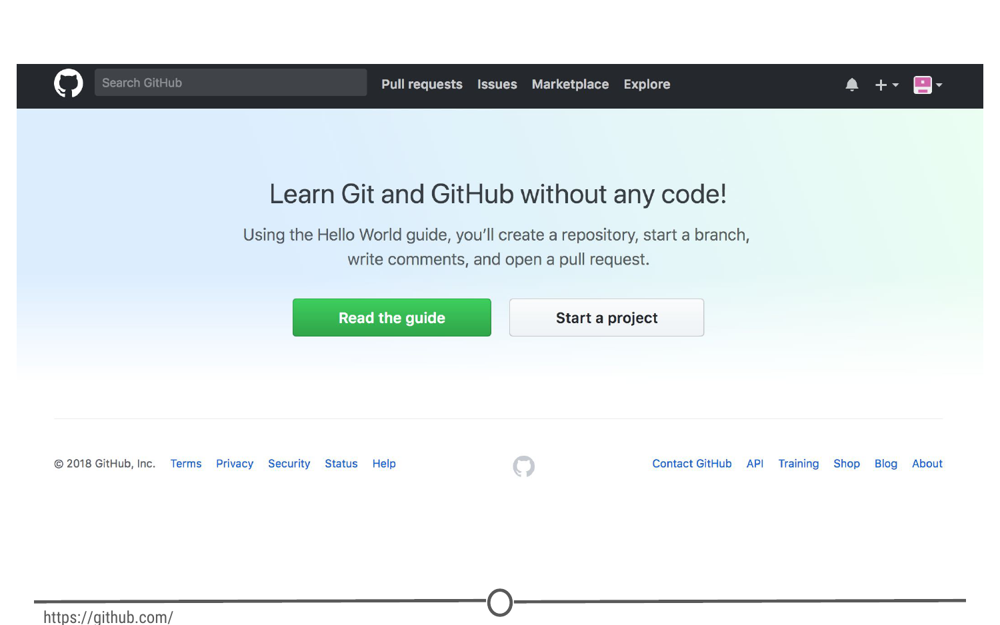 Search GitHub Pull requests Issues Marketplace Explore
Learn Git and GitHub without any code!
Using the Hello World guide, you’ll create a repository, start a branch,
write comments, and open a pull request.
Read the guide Start a project
© 2018 GitHub, Inc. Terms Privacy Security Status Help Contact GitHub API Training Shop Blog About
https://github.com/